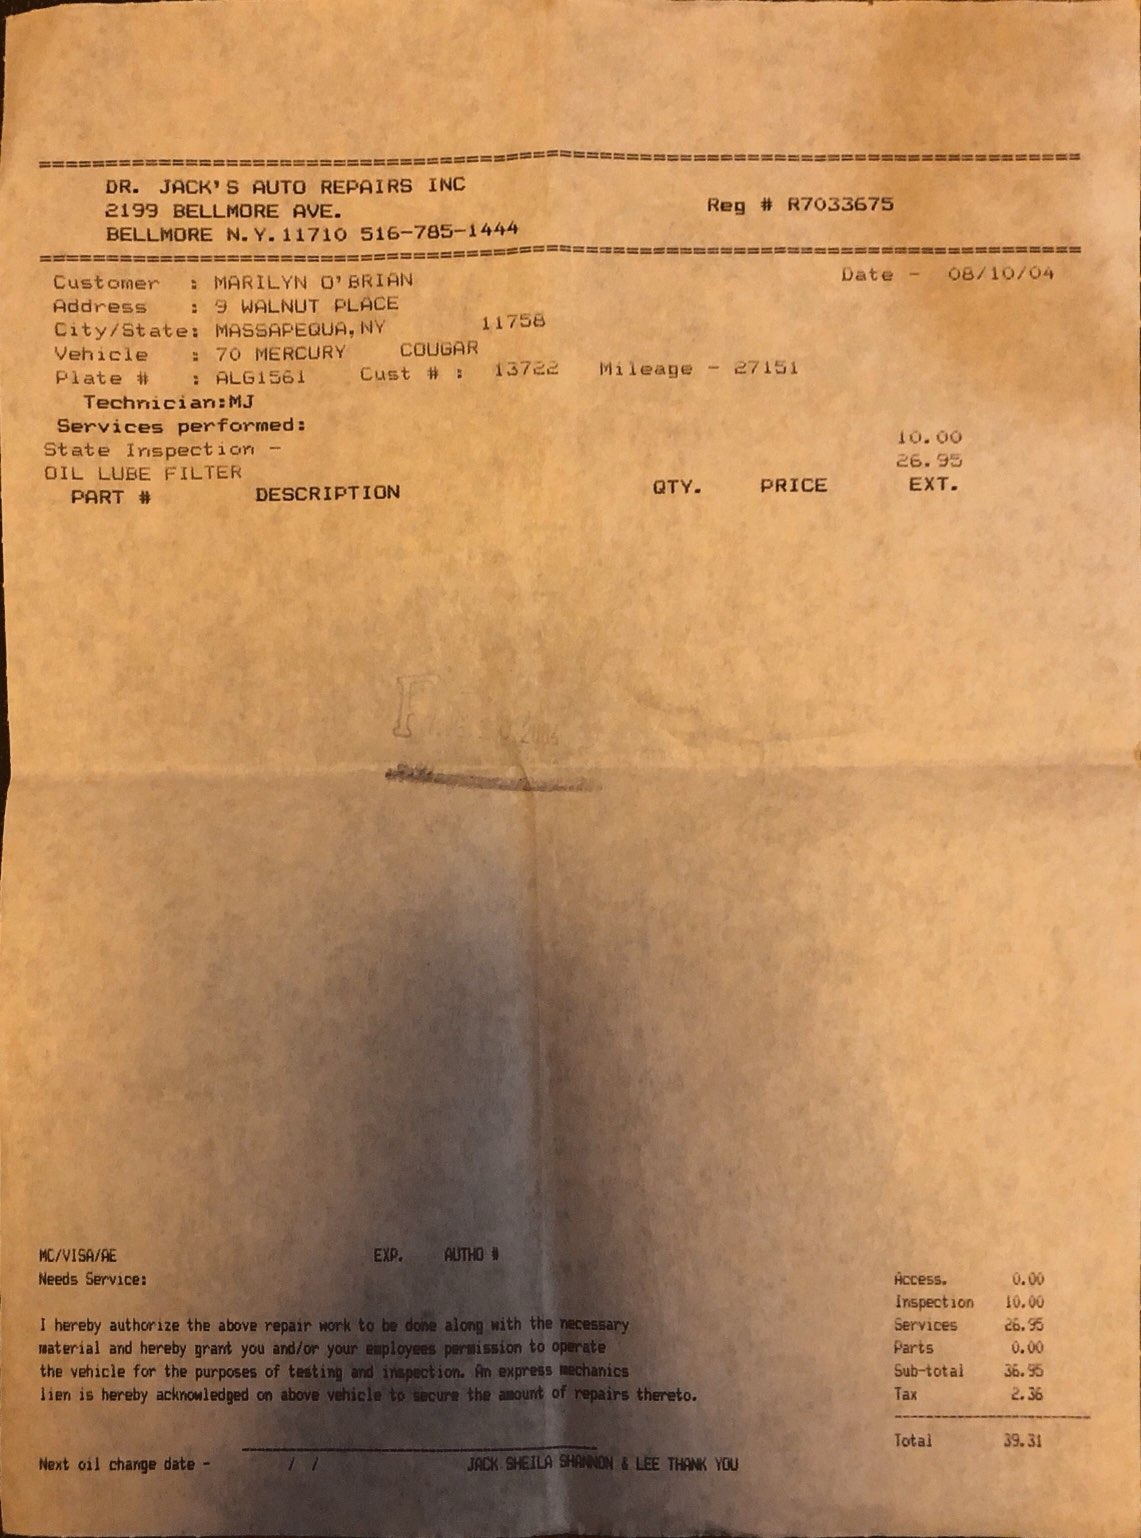 ================================================================================
DR. JACK'S AUTO REPAIRS INC
2199 BELLMORE AVE. Reg # R7033675
BELLMORE N.Y. 11710 516-785-1444
================================================================================
Date - 08/10/04
Customer : MARILYN O'BRIAN
Address : 9 WALNUT PLACE
City/State: MASSAPEQUA, NY 11758
Vehicle : 70 MERCURY COUGAR
Plate # : ALG1561 Cust # : 13722 Mileage - 27151
Technician:MJ
Services performed:
State Inspection - 10.00
OIL LUBE FILTER 26.95
PART # DESCRIPTION QTY. PRICE EXT.
2004
MC/VISA/AE EXP. AUTHO #
Needs Service:
Access. 0.00
Inspection 10.00
Services 26.95
Parts 0.00
Sub-total 36.95
Tax 2.36
Total 39.31
I hereby authorize the above repair work to be done along with the necessary
material and hereby grant you and/or your employees permission to operate
the vehicle for the purposes of testing and inspection. An express mechanics
lien is hereby acknowledged on above vehicle to secure the amount of repairs thereto.
Next oil change date - / / JACK SHEILA SHANNON & LEE THANK YOU